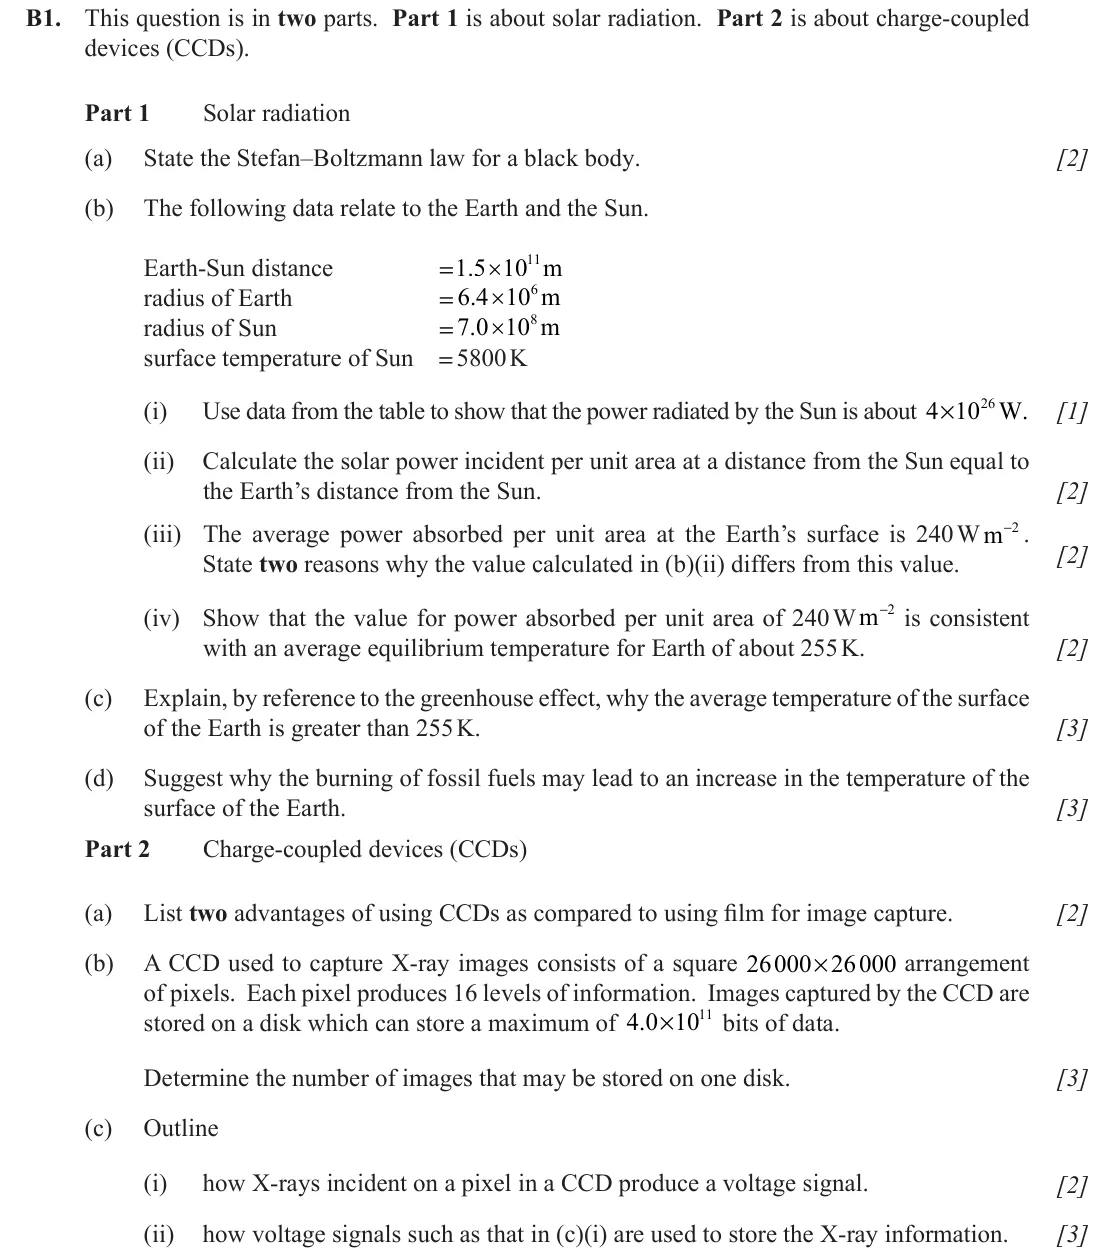 B1. This question is in two parts. Part 1 is about solar radiation. Part 2 is about charge-coupled
devices (CCDs).
Part 1 Solar radiation
(a) State the Stefan–Boltzmann law for a black body. [2]
(b) The following data relate to the Earth and the Sun.
Earth-Sun distance =1.5×10¹¹ m
radius of Earth =6.4×10⁶ m
radius of Sun =7.0×10⁸ m
surface temperature of Sun =5800 K
(i) Use data from the table to show that the power radiated by the Sun is about 4×10²⁶ W. [1]
(ii) Calculate the solar power incident per unit area at a distance from the Sun equal to
the Earth’s distance from the Sun. [2]
(iii) The average power absorbed per unit area at the Earth’s surface is 240 W m⁻².
State two reasons why the value calculated in (b)(ii) differs from this value. [2]
(iv) Show that the value for power absorbed per unit area of 240 W m⁻² is consistent
with an average equilibrium temperature for Earth of about 255 K. [2]
(c) Explain, by reference to the greenhouse effect, why the average temperature of the surface
of the Earth is greater than 255 K. [3]
(d) Suggest why the burning of fossil fuels may lead to an increase in the temperature of the
surface of the Earth. [3]
Part 2 Charge-coupled devices (CCDs)
(a) List two advantages of using CCDs as compared to using film for image capture. [2]
(b) A CCD used to capture X-ray images consists of a square 26000×26000 arrangement
of pixels. Each pixel produces 16 levels of information. Images captured by the CCD are
stored on a disk which can store a maximum of 4.0×10¹¹ bits of data.
Determine the number of images that may be stored on one disk. [3]
(c) Outline
(i) how X-rays incident on a pixel in a CCD produce a voltage signal. [2]
(ii) how voltage signals such as that in (c)(i) are used to store the X-ray information. [3]